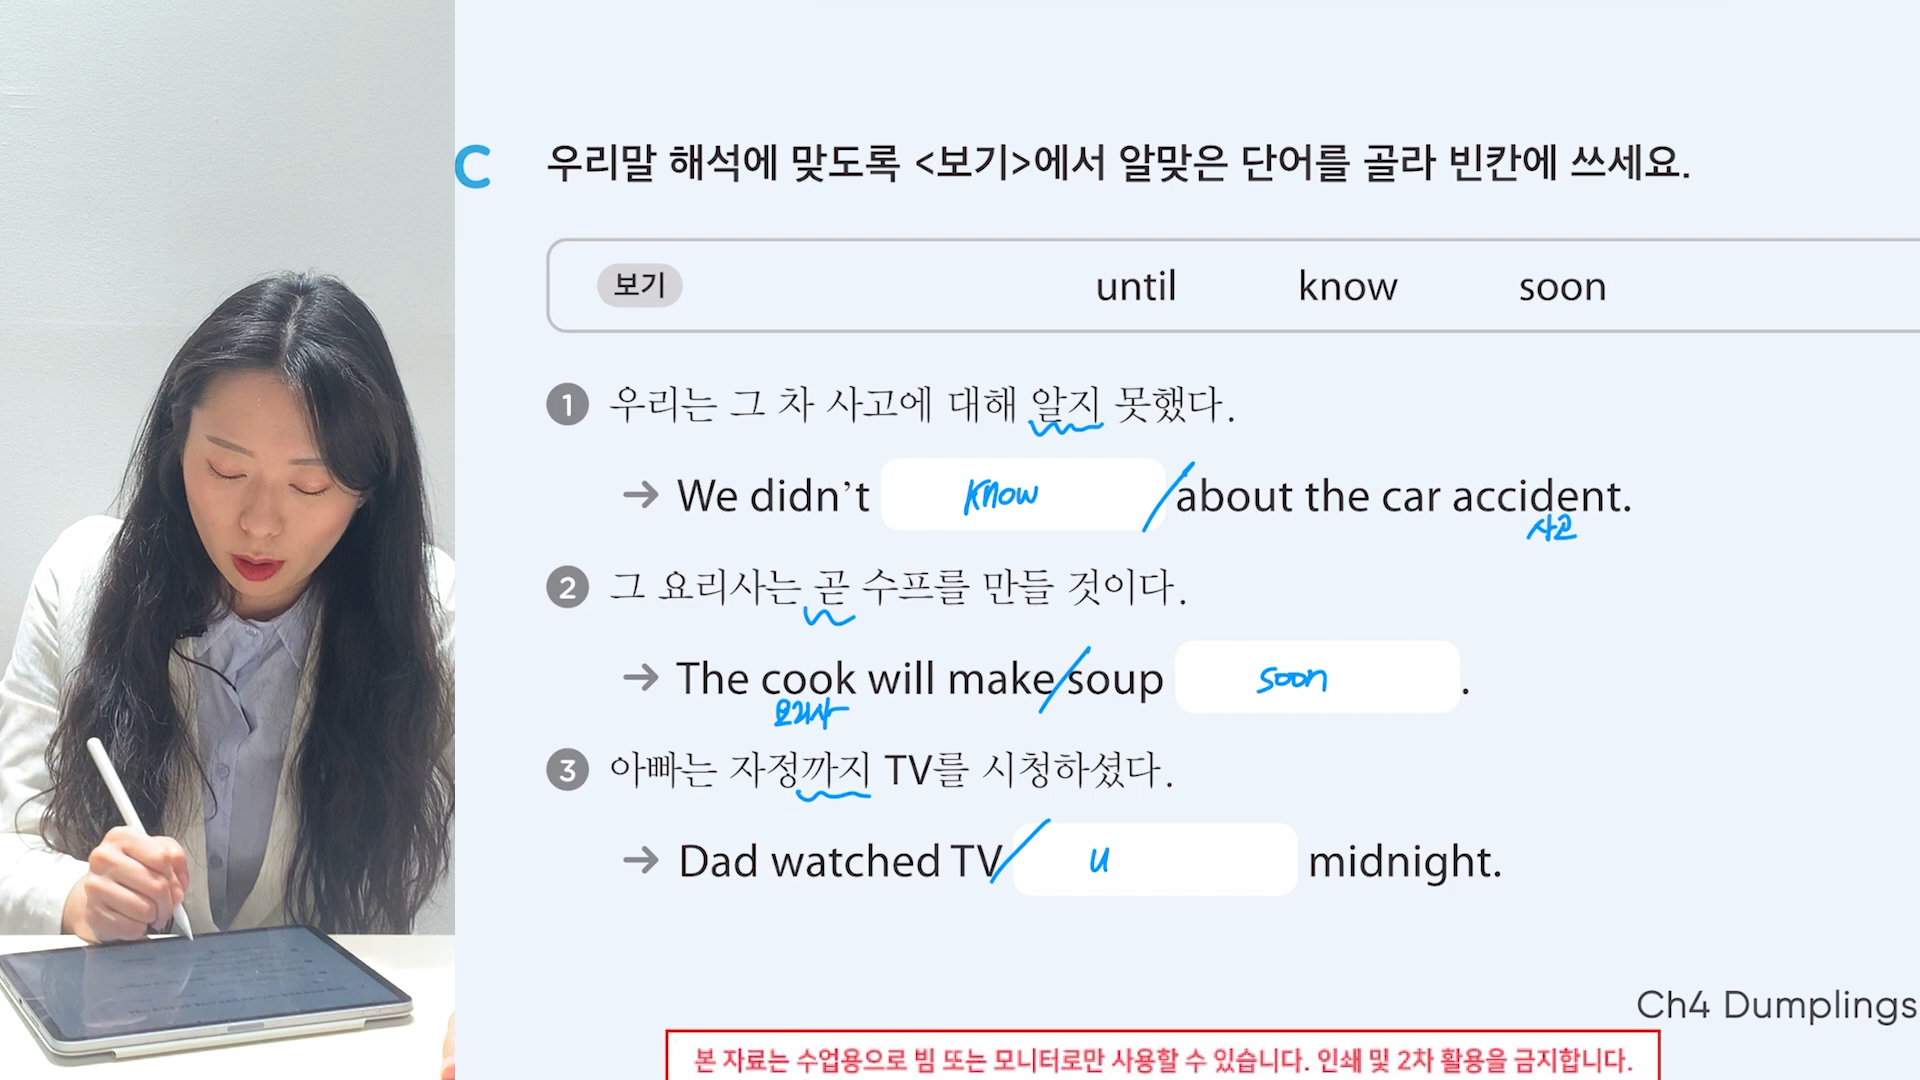 C 우리말 해석에 맞도록 <보기>에서 알맞은 단어를 골라 빈칸에 쓰세요.
보기 until know soon
1 우리는 그 차 사고에 대해 알지 못했다.
→ We didn't know about the car accident.
사고
2 그 요리사는 곧 수프를 만들 것이다.
→ The cook will make soup soon.
요리사
3 아빠는 자정까지 TV를 시청하셨다.
→ Dad watched TV u midnight.
Ch4 Dumplings
본 자료는 수업용으로 빔 또는 모니터로만 사용할 수 있습니다. 인쇄 및 2차 활용을 금지합니다.